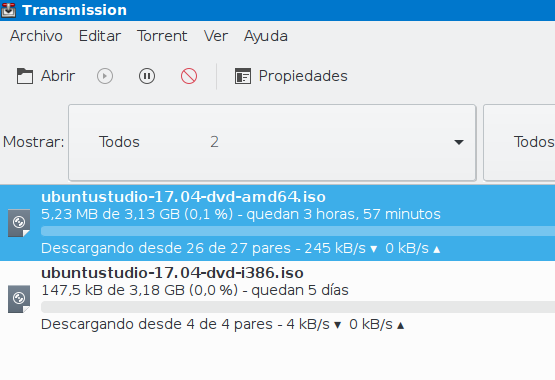 Transmission
Archivo Editar Torrent Ver Ayuda
Abrir Propiedades
Mostrar: Todos 2 Todos
ubuntustudio-17.04-dvd-amd64.iso
5,23 MB de 3,13 GB (0,1 %) - quedan 3 horas, 57 minutos
Descargando desde 26 de 27 pares - 245 kB/s ▾ 0 kB/s ▴
ubuntustudio-17.04-dvd-i386.iso
147,5 kB de 3,18 GB (0,0 %) - quedan 5 días
Descargando desde 4 de 4 pares - 4 kB/s ▾ 0 kB/s ▴